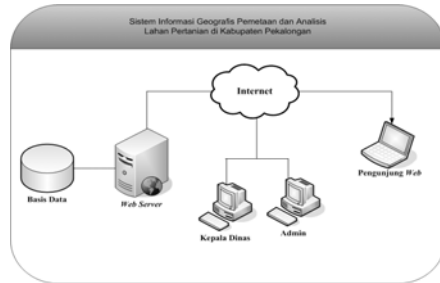 Sistem Informasi Geografis Pemetaan dan Analisis
Lahan Pertanian di Kabupaten Pekalongan
Internet
Pengunjung Web
Basis Data
Web Server
Kepala Dinas
Admin